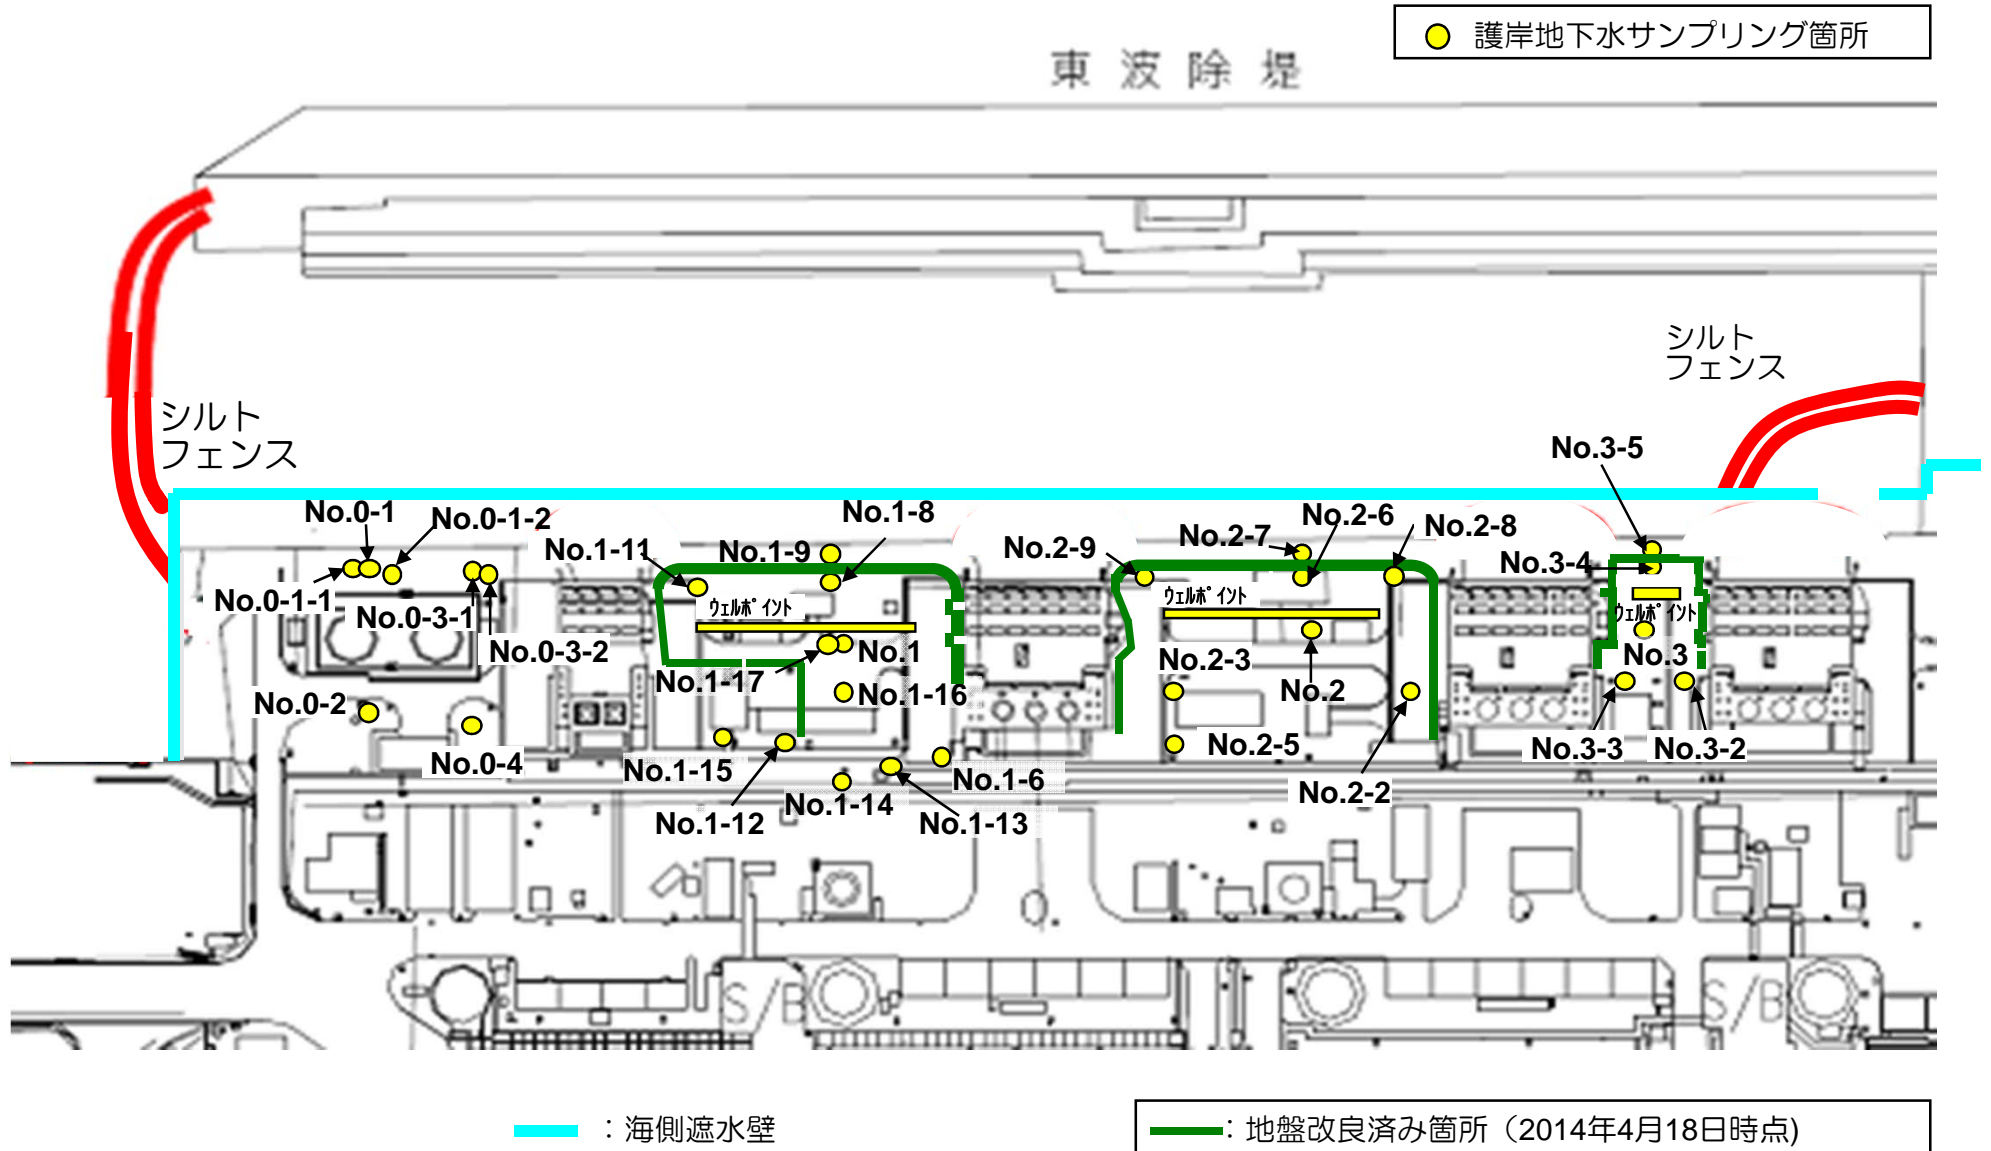 護岸地下水サンプリング箇所
東波除堤
シルト
フェンス
シルト
フェンス
No.3-5
No.0-1
No.0-1-2
No.1-8
No.2-6
No.2-8
No.1-11
No.1-9
No.2-9
No.2-7
No.3-4
No.0-1-1
No.0-3-1
ウェルポイント
ウェルポイント
ウェルポイント
No.0-3-2
No.1
No.2-3
No.3
No.1-17
No.1-16
No.2
No.0-2
No.0-4
No.1-15
No.1-6
No.2-5
No.3-3
No.3-2
No.1-14
No.2-2
No.1-12
No.1-13
S/B
S/B
:海側遮水壁
:地盤改良済み箇所(2014年4月18日時点)